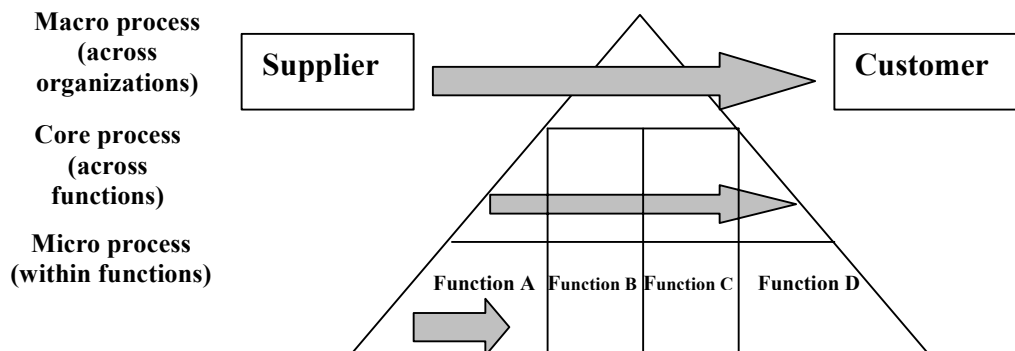 Macro process
(across
organizations)
Supplier
Customer
Core process
(across
functions)
Micro process
(within functions)
Function A
Function B
Function C
Function D